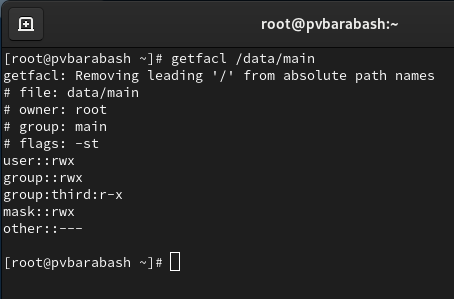 root@pvbarabash:~
[root@pvbarabash ~]# getfacl /data/main
getfacl: Removing leading '/' from absolute path names
# file: data/main
# owner: root
# group: main
# flags: -st
user::rwx
group::rwx
group:third:r-x
mask::rwx
other::---
[root@pvbarabash ~]#